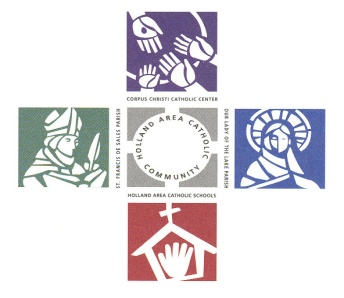 CORPUS CHRISTI CATHOLIC CENTER
ST. FRANCIS DE SALES PARISH
HOLLAND AREA CATHOLIC
COMMUNITY
OUR LADY OF THE LAKE PARISH
HOLLAND AREA CATHOLIC SCHOOLS